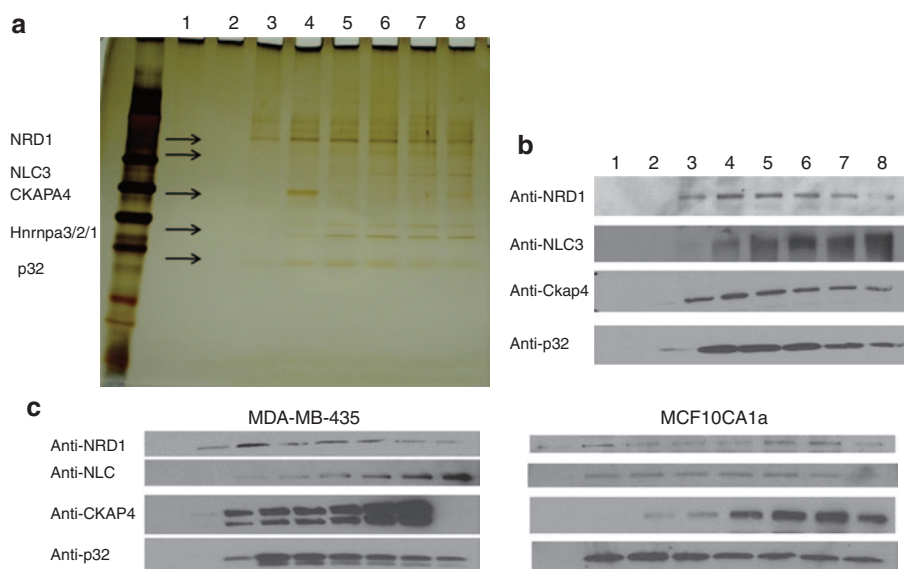 a
1 2 3 4 5 6 7 8
NRD1
NLC3
CKAPA4
Hnrnpa3/2/1
p32
b
1 2 3 4 5 6 7 8
Anti-NRD1
Anti-NLC3
Anti-Ckap4
Anti-p32
c
MDA-MB-435 MCF10CA1a
Anti-NRD1
Anti-NLC
Anti-CKAP4
Anti-p32